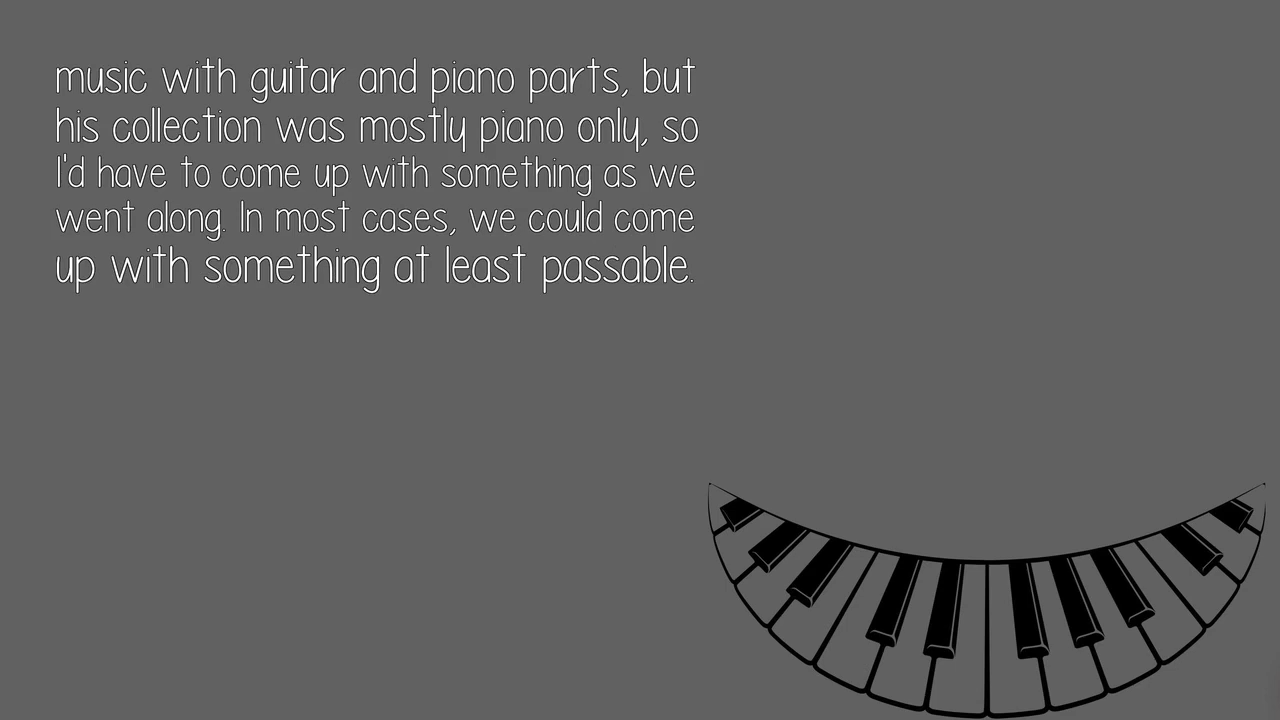 music with guitar and piano parts, but
his collection was mostly piano only, so
I'd have to come up with something as we
went along. In most cases, we could come
up with something at least passable.